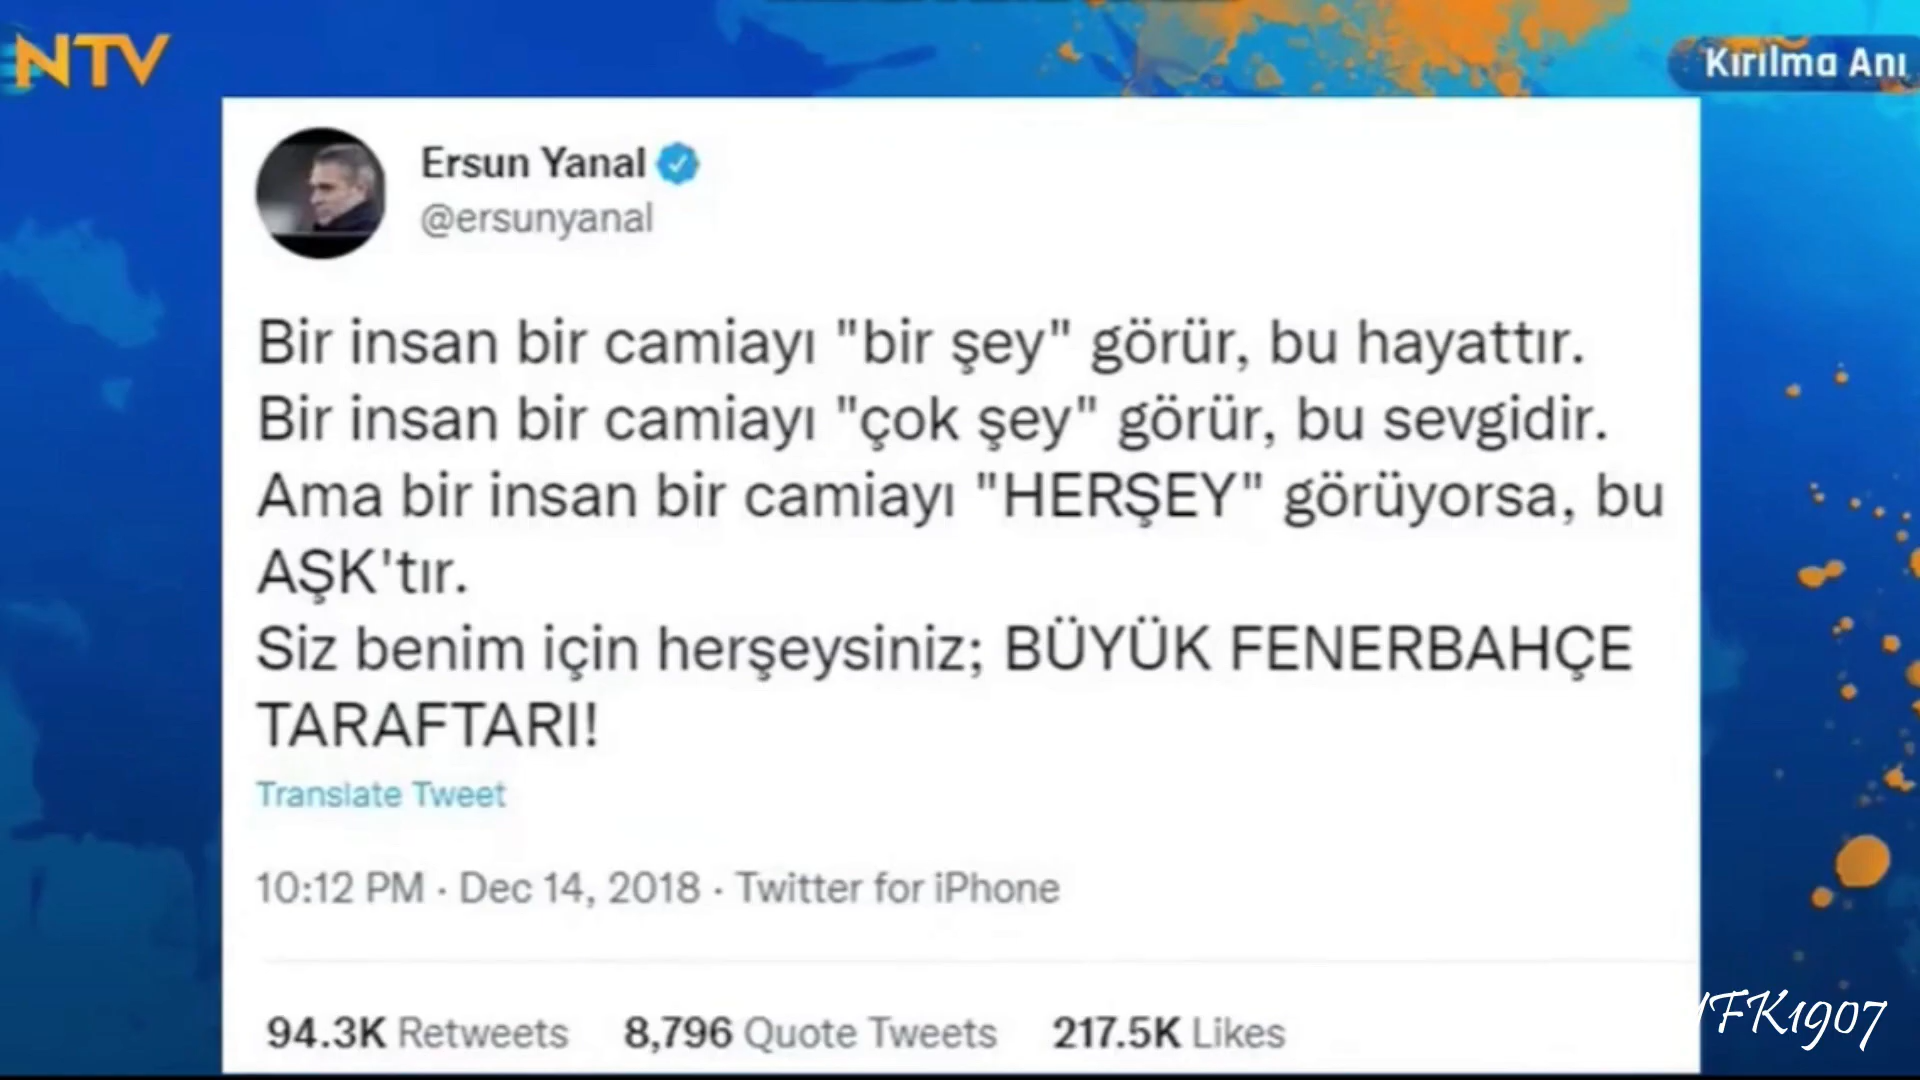 NTV
Kırılma Anı
Ersun Yanal
@ersunyanal
Bir insan bir camiayı "bir şey" görür, bu hayattır.
Bir insan bir camiayı "çok şey" görür, bu sevgidir.
Ama bir insan bir camiayı "HERŞEY" görüyorsa, bu
AŞK'tır.
Siz benim için herşeysiniz; BÜYÜK FENERBAHÇE
TARAFTARI!
Translate Tweet
10:12 PM · Dec 14, 2018 · Twitter for iPhone
94.3K Retweets 8,796 Quote Tweets 217.5K Likes